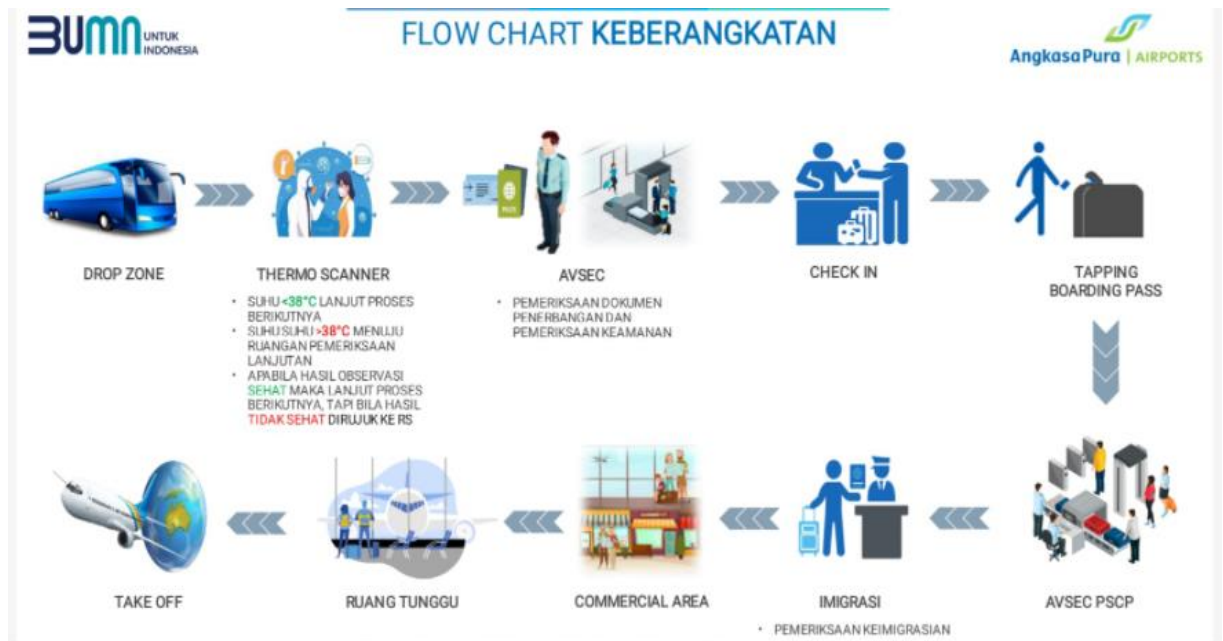 BUMN UNTUK
INDONESIA
FLOW CHART KEBERANGKATAN
AngkasaPura | AIRPORTS
DROP ZONE
THERMO SCANNER
• SUHU <38°C LANJUT PROSES
BERIKUTNYA
• SUHU SUHU >38°C MENUJU
RUANGAN PEMERIKSAAN
LANJUTAN
• APABILA HASIL OBSERVASI
SEHAT MAKA LANJUT PROSES
BERIKUTNYA, TAPI BILA HASIL
TIDAK SEHAT DIRUJUK KE RS
AVSEC
• PEMERIKSAAN DOKUMEN
PENERBANGAN DAN
PEMERIKSAAN KEAMANAN
CHECK IN
TAPPING
BOARDING PASS
TAKE OFF
RUANG TUNGGU
COMMERCIAL AREA
IMIGRASI
• PEMERIKSAAN KEIMIGRASIAN
AVSEC PSCP